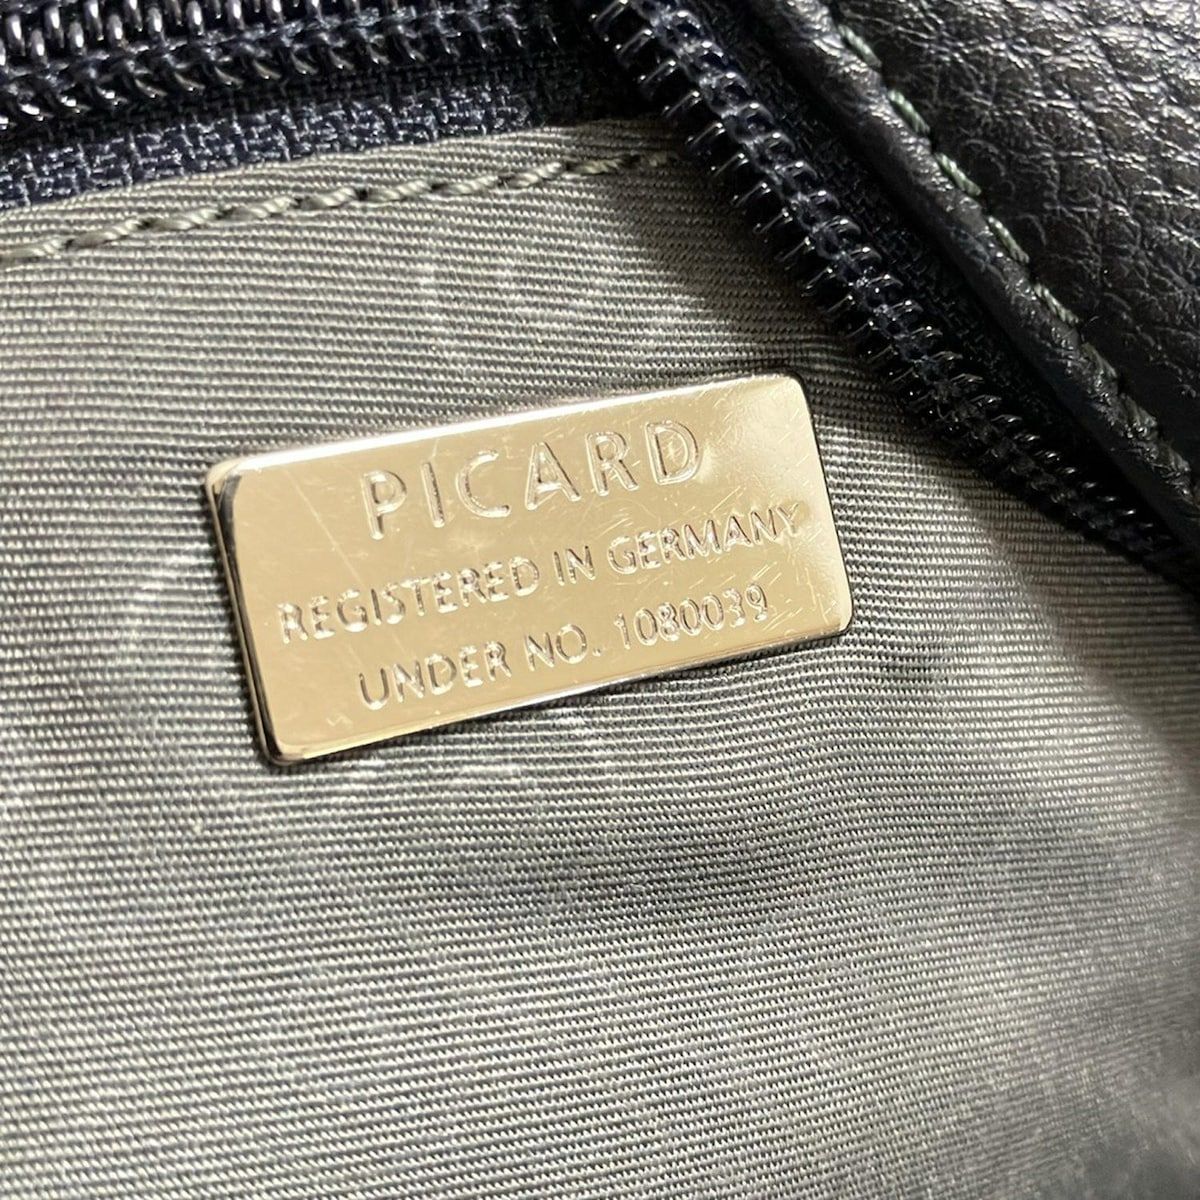 PICARD
REGISTERED IN GERMANY
UNDER NO. 1080039